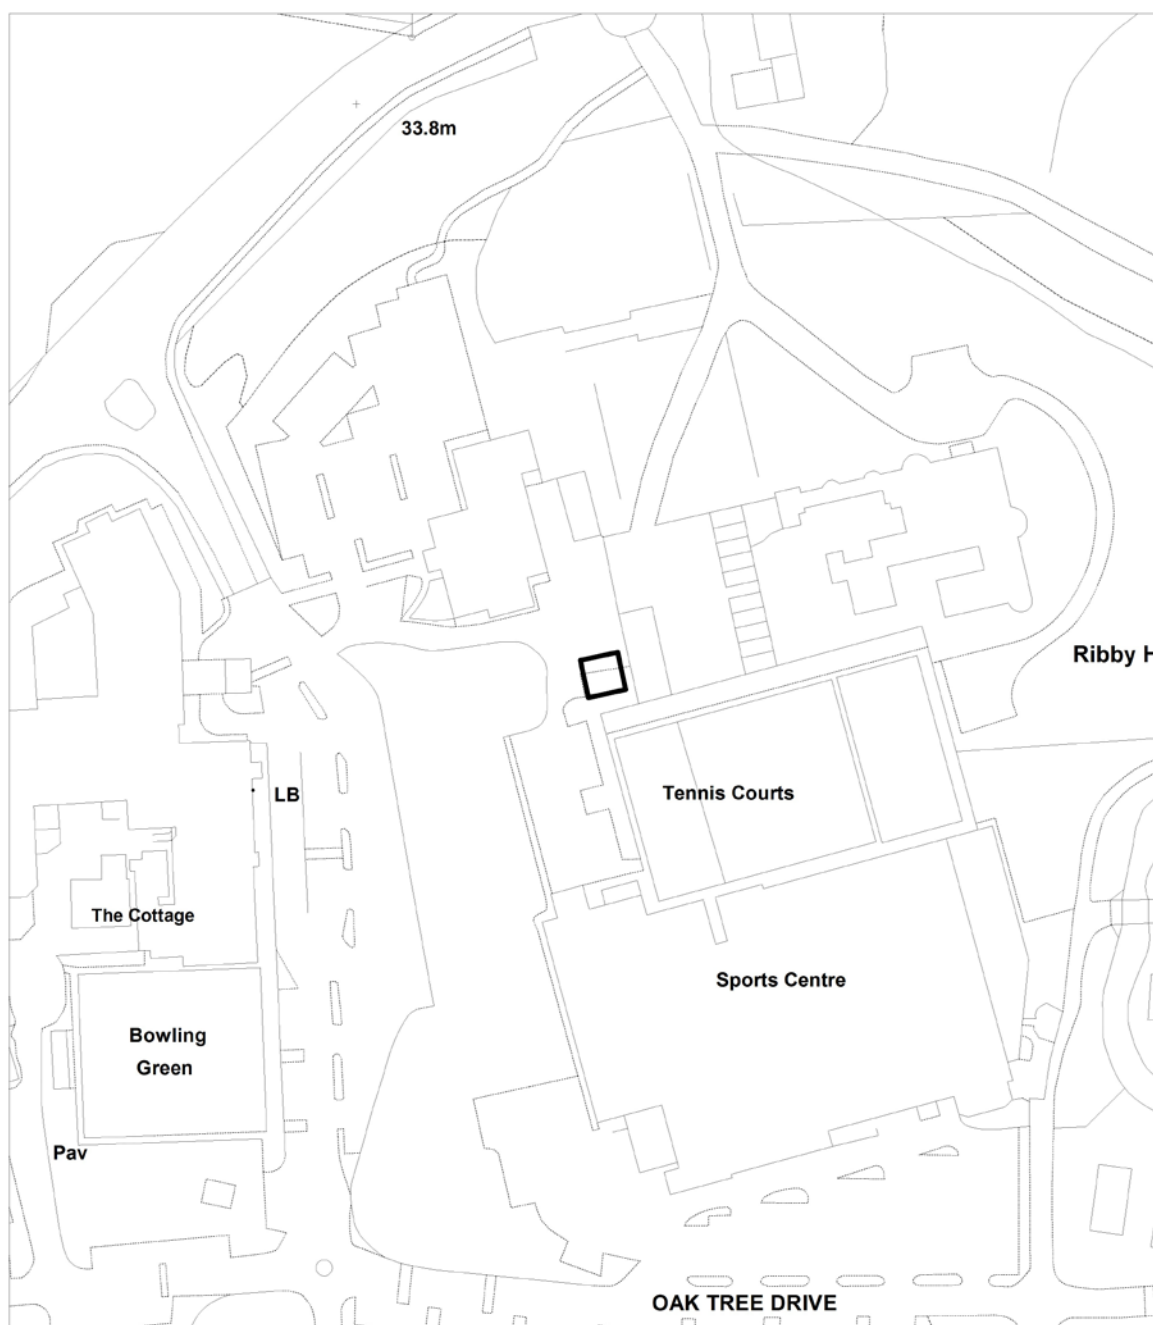 33.8m
Ribby H
LB
Tennis Courts
The Cottage
Sports Centre
Bowling
Green
Pav
OAK TREE DRIVE